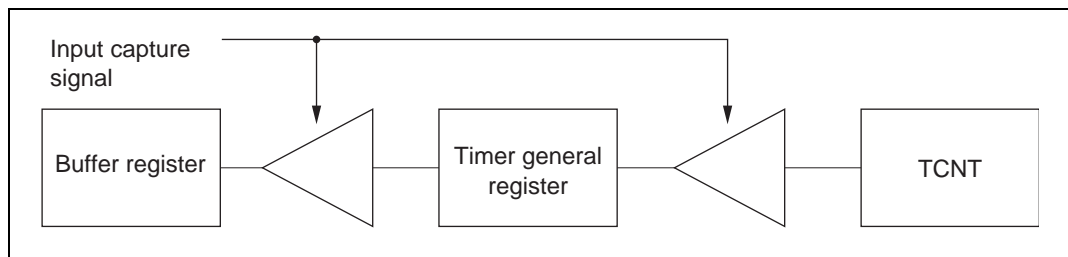 Input capture
signal
Buffer register
Timer general
register
TCNT